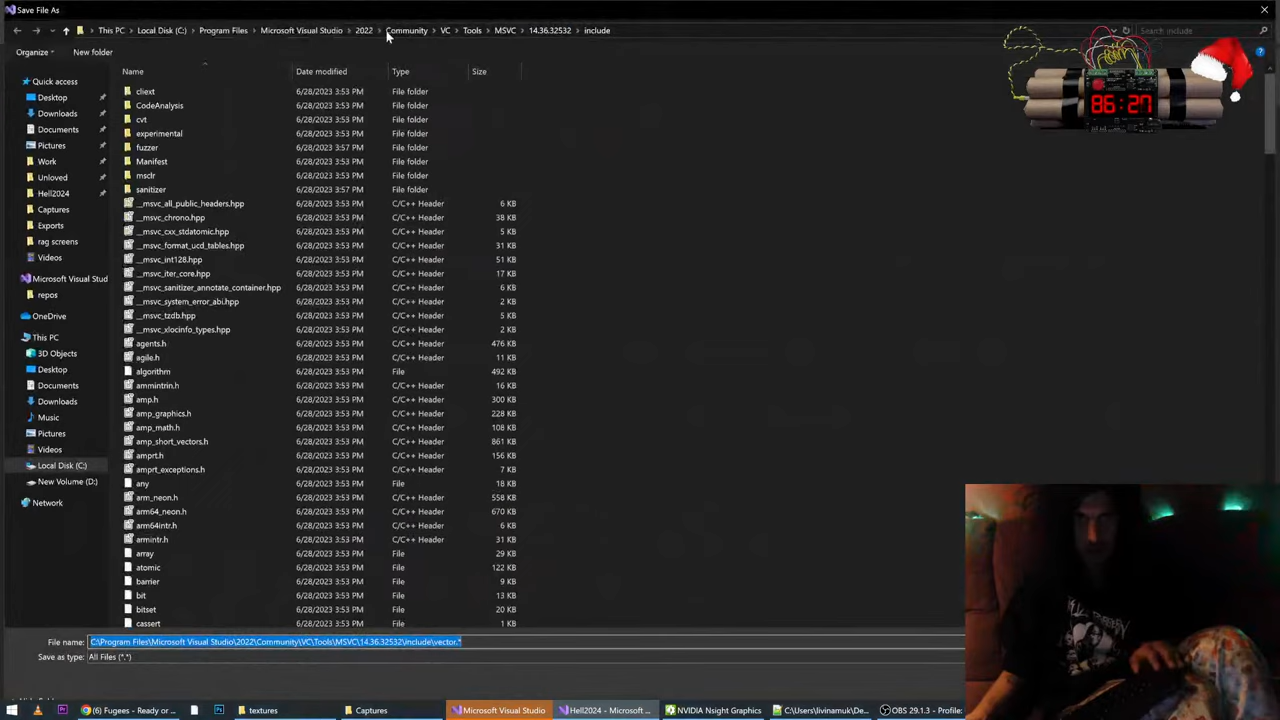 Save File As
This PC > Local Disk (C:) > Program Files > Microsoft Visual Studio > 2022 > Community > VC > Tools > MSVC > 14.36.32532 > include
Search include
Organize
New folder
86:27
Name Date modified Type Size
Quick access
Desktop
Downloads
Documents
Pictures
Work
Unloved
Hell2024
Captures
Exports
rag screens
Videos
Microsoft Visual Stud
repos
OneDrive
This PC
3D Objects
Desktop
Documents
Downloads
Music
Pictures
Videos
Local Disk (C:)
New Volume (D:)
Network
cliext 6/28/2023 3:53 PM File folder
CodeAnalysis 6/28/2023 3:53 PM File folder
cvt 6/28/2023 3:53 PM File folder
experimental 6/28/2023 3:53 PM File folder
fuzzer 6/28/2023 3:57 PM File folder
Manifest 6/28/2023 3:53 PM File folder
msclr 6/28/2023 3:53 PM File folder
sanitizer 6/28/2023 3:57 PM File folder
__msvc_all_public_headers.hpp 6/28/2023 3:53 PM C/C++ Header 6 KB
__msvc_chrono.hpp 6/28/2023 3:53 PM C/C++ Header 38 KB
__msvc_cxx_stdatomic.hpp 6/28/2023 3:53 PM C/C++ Header 5 KB
__msvc_format_ucd_tables.hpp 6/28/2023 3:53 PM C/C++ Header 31 KB
__msvc_int128.hpp 6/28/2023 3:53 PM C/C++ Header 51 KB
__msvc_iter_core.hpp 6/28/2023 3:53 PM C/C++ Header 17 KB
__msvc_sanitizer_annotate_container.hpp 6/28/2023 3:53 PM C/C++ Header 6 KB
__msvc_system_error_abi.hpp 6/28/2023 3:53 PM C/C++ Header 2 KB
__msvc_tzdb.hpp 6/28/2023 3:53 PM C/C++ Header 5 KB
__msvc_xlocinfo_types.hpp 6/28/2023 3:53 PM C/C++ Header 2 KB
agents.h 6/28/2023 3:53 PM C/C++ Header 476 KB
agile.h 6/28/2023 3:53 PM C/C++ Header 11 KB
algorithm 6/28/2023 3:53 PM File 492 KB
ammintrin.h 6/28/2023 3:53 PM C/C++ Header 16 KB
amp.h 6/28/2023 3:53 PM C/C++ Header 300 KB
amp_graphics.h 6/28/2023 3:53 PM C/C++ Header 228 KB
amp_math.h 6/28/2023 3:53 PM C/C++ Header 108 KB
amp_short_vectors.h 6/28/2023 3:53 PM C/C++ Header 861 KB
amprt.h 6/28/2023 3:53 PM C/C++ Header 156 KB
amprt_exceptions.h 6/28/2023 3:53 PM C/C++ Header 7 KB
any 6/28/2023 3:53 PM File 18 KB
arm_neon.h 6/28/2023 3:53 PM C/C++ Header 558 KB
arm64_neon.h 6/28/2023 3:53 PM C/C++ Header 670 KB
arm64intr.h 6/28/2023 3:53 PM C/C++ Header 6 KB
armintr.h 6/28/2023 3:53 PM C/C++ Header 31 KB
array 6/28/2023 3:53 PM File 29 KB
atomic 6/28/2023 3:53 PM File 122 KB
barrier 6/28/2023 3:53 PM File 9 KB
bit 6/28/2023 3:53 PM File 13 KB
bitset 6/28/2023 3:53 PM File 20 KB
cassert 6/28/2023 3:53 PM File 1 KB
File name: C:\Program Files\Microsoft Visual Studio\2022\Community\VC\Tools\MSVC\14.36.32532\include\vector.*
Save as type: All Files (*.*)
(6) Fugees - Ready or ...
textures
Captures
Microsoft Visual Studio
Hell2024 - Microsoft ...
NVIDIA Nsight Graphics
C:\Users\livinamuk\D...
OBS 29.1.3 - Profile: